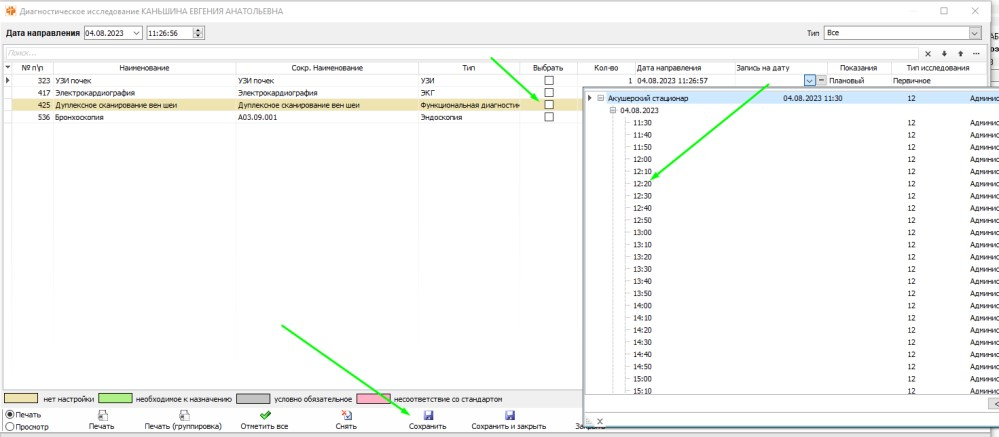 Диагностическое исследование КАНЬШИНА ЕВГЕНИЯ АНАТОЛЬЕВНА
Дата направления 04.08.2023 11:26:56 Тип Все
Поиск...
№ п\п Наименование Сокр. Наименование Тип Выбрать Кол-во Дата направления Запись на дату Показания Тип исследования
323 УЗИ почек УЗИ почек УЗИ 1 04.08.2023 11:26:57 Плановый Первичное
417 Электрокардиография Электрокардиография ЭКГ
425 Дуплексное сканирование вен шеи Дуплексное сканирование вен шеи Функциональная диагностик
536 Бронхоскопия A03.09.001 Эндоскопия
Акушерский стационар 04.08.2023 11:30 12 Админис
04.08.2023
11:30 12 Админис
11:40 12 Админис
11:50 12 Админис
12:00 12 Админис
12:10 12 Админис
12:20 12 Админис
12:30 12 Админис
12:40 12 Админис
12:50 12 Админис
13:00 12 Админис
13:10 12 Админис
13:20 12 Админис
13:30 12 Админис
13:40 12 Админис
13:50 12 Админис
14:00 12 Админис
14:10 12 Админис
14:20 12 Админис
14:30 12 Админис
14:40 12 Админис
14:50 12 Админис
15:00 12 Админис
15:10 12 Админис
нет настройки необходимое к назначению условно обязательное несоответствие со стандартом
Печать
Просмотр
Печать Печать (группировка) Отметить все Снять Сохранить Сохранить и закрыть